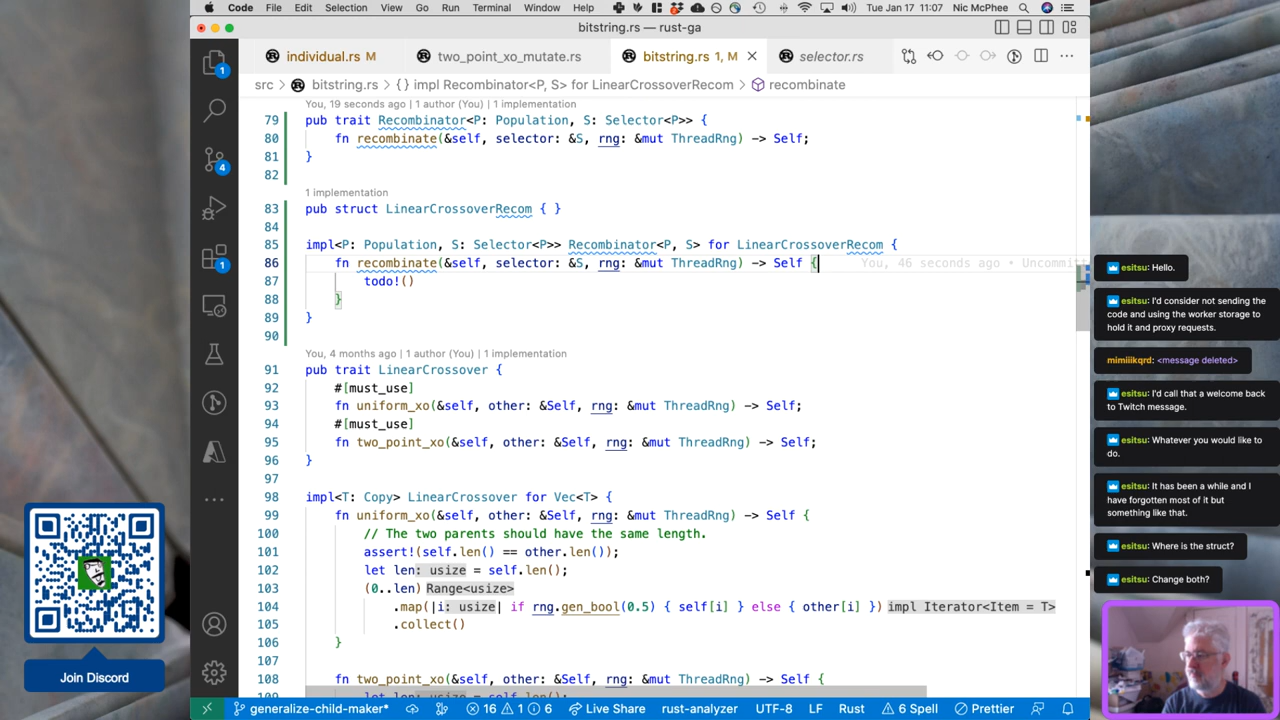 Code File Edit Selection View Go Run Terminal Window Help Tue Jan 17 11:07 Nic McPhee
bitstring.rs — rust-ga
individual.rs M two_point_xo_mutate.rs bitstring.rs 1, M selector.rs
src > bitstring.rs > {} impl Recombinator<P, S> for LinearCrossoverRecom > recombinate
You, 19 seconds ago | 1 author (You) | 1 implementation
79 pub trait Recombinator<P: Population, S: Selector<P>> {
80 fn recombinate(&self, selector: &S, rng: &mut ThreadRng) -> Self;
81 }
82
1 implementation
83 pub struct LinearCrossoverRecom { }
84
85 impl<P: Population, S: Selector<P>> Recombinator<P, S> for LinearCrossoverRecom {
86 fn recombinate(&self, selector: &S, rng: &mut ThreadRng) -> Self { You, 46 seconds ago • Uncommitt
87 todo!()
88 }
89 }
90
You, 4 months ago | 1 author (You) | 1 implementation
91 pub trait LinearCrossover {
92 #[must_use]
93 fn uniform_xo(&self, other: &Self, rng: &mut ThreadRng) -> Self;
94 #[must_use]
95 fn two_point_xo(&self, other: &Self, rng: &mut ThreadRng) -> Self;
96 }
97
98 impl<T: Copy> LinearCrossover for Vec<T> {
99 fn uniform_xo(&self, other: &Self, rng: &mut ThreadRng) -> Self {
100 // The two parents should have the same length.
101 assert!(self.len() == other.len());
102 let len: usize = self.len();
103 (0..len) Range<usize>
104 .map(|i: usize| if rng.gen_bool(0.5) { self[i] } else { other[i] }) impl Iterator<Item = T>
105 .collect()
106 }
107
108 fn two_point_xo(&self, other: &Self, rng: &mut ThreadRng) -> Self {
109 let len: usize = self.len();
generalize-child-maker* 16 1 6 Live Share rust-analyzer UTF-8 LF Rust 6 Spell Prettier
1
4
1
Join Discord
esitsu: Hello.
esitsu: I'd consider not sending the
code and using the worker storage to
hold it and proxy requests.
mimiiikqrd: <message deleted>
esitsu: I'd call that a welcome back
to Twitch message.
esitsu: Whatever you would like to
do.
esitsu: It has been a while and I
have forgotten most of it but
something like that.
esitsu: Where is the struct?
esitsu: Change both?